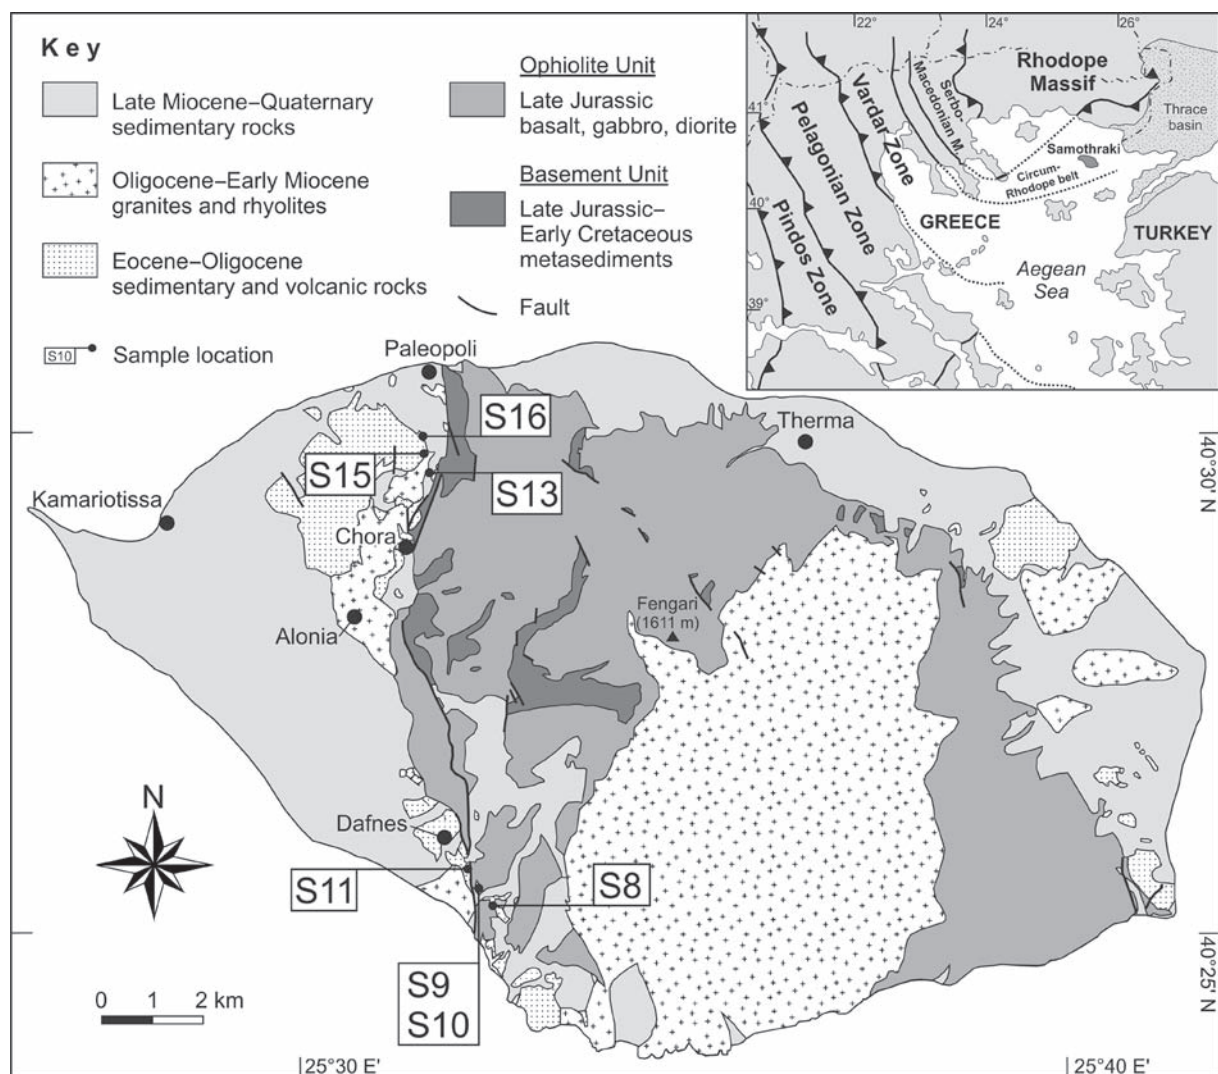 Key
Late Miocene–Quaternary
sedimentary rocks
Oligocene–Early Miocene
granites and rhyolites
Eocene–Oligocene
sedimentary and volcanic rocks
S10
Sample location
Ophiolite Unit
Late Jurassic
basalt, gabbro, diorite
Basement Unit
Late Jurassic–
Early Cretaceous
metasediments
Fault
22°
24°
26°
41°
40°
39°
Rhodope
Massif
Serbo-
Macedonian M.
Vardar Zone
Pelagonian Zone
Pindos Zone
Thrace
basin
Samothraki
Circum-
Rhodope belt
GREECE
TURKEY
Aegean
Sea
Paleopoli
S16
S15
S13
Therma
Kamariotissa
Chora
Alonia
Fengari
(1611 m)
Dafnes
N
S11
S8
S9
S10
0 1 2 km
40°30' N
40°25' N
25°30 E'
25°40 E'